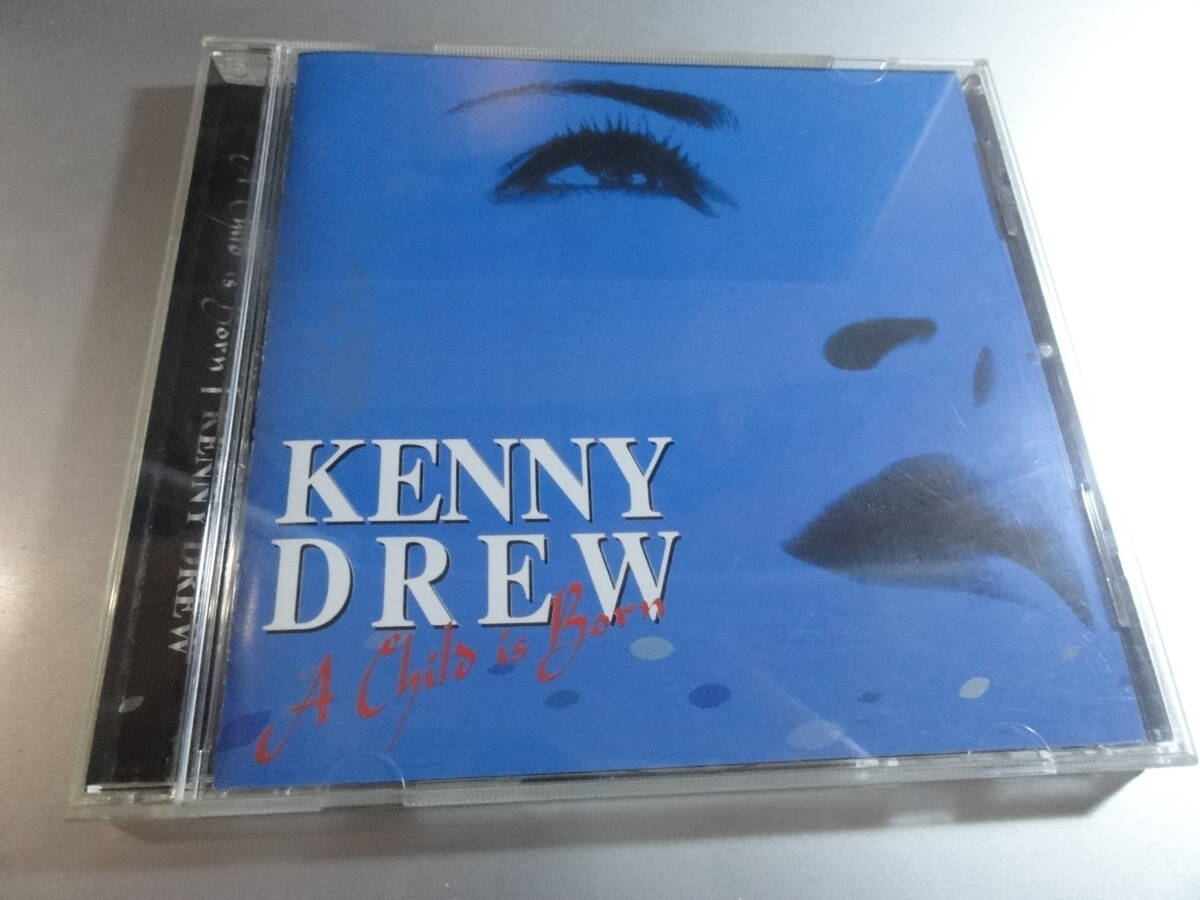 A Child is Born | KENNY DREW
KENNY
DREW
A Child is Born